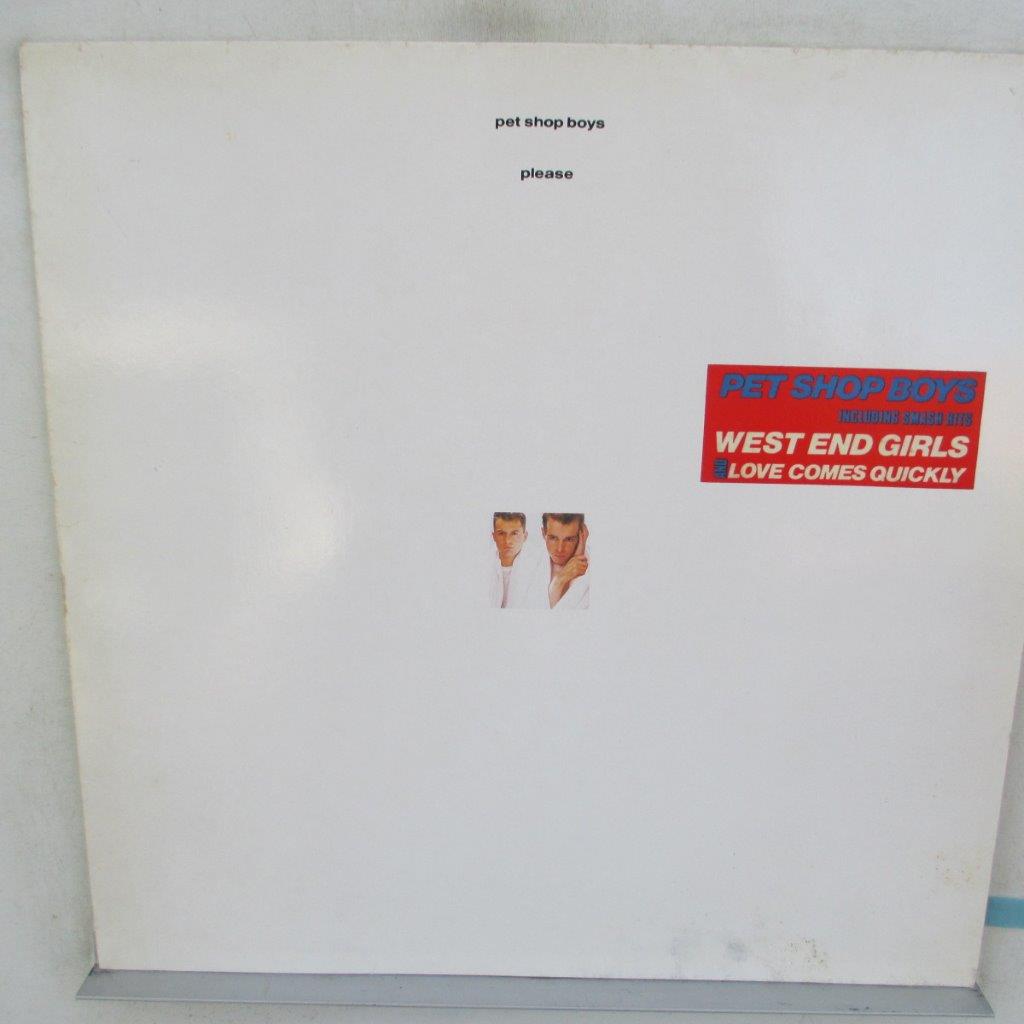 pet shop boys
please
PET SHOP BOYS
INCLUDING SMASH HITS
WEST END GIRLS
AND LOVE COMES QUICKLY